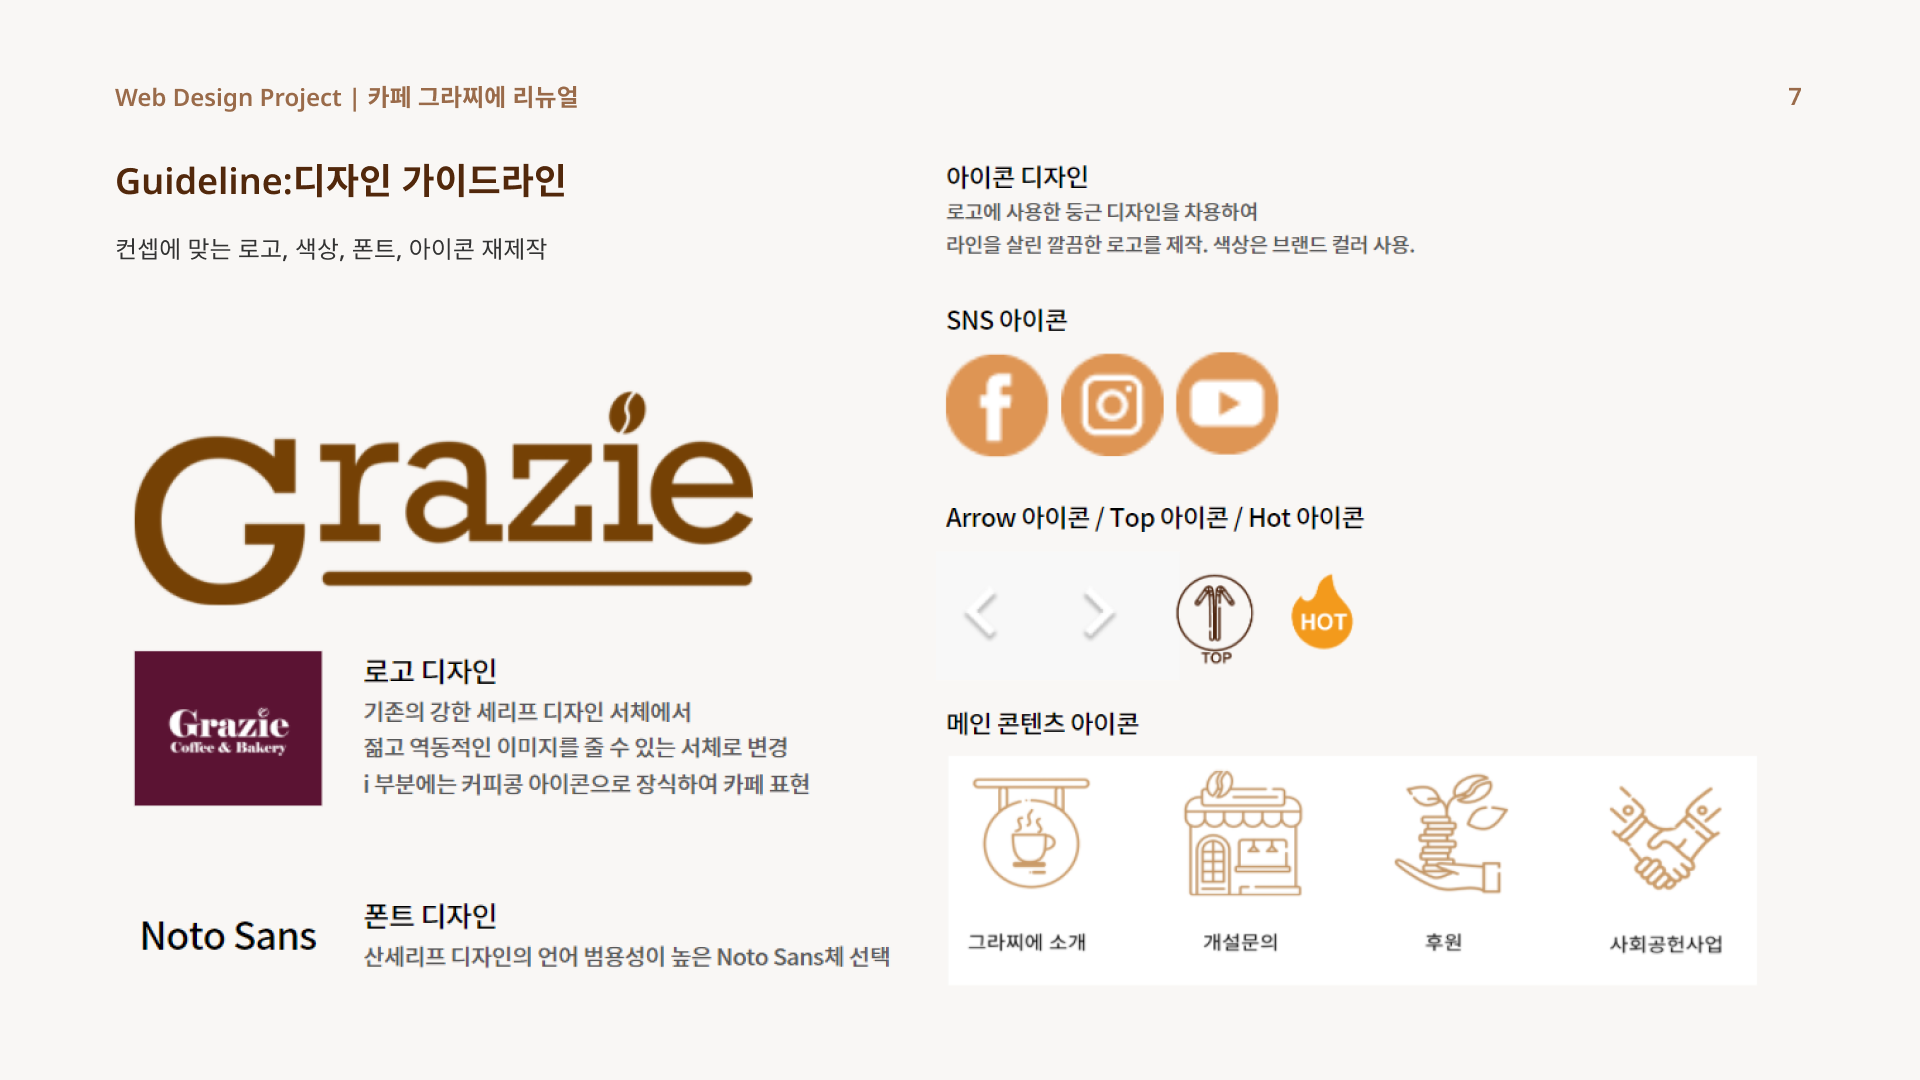 Web Design Project | 카페 그라찌에 리뉴얼
7
Guideline:디자인 가이드라인
컨셉에 맞는 로고, 색상, 폰트, 아이콘 재제작
Grazie
Grazie
Coffee & Bakery
로고 디자인
기존의 강한 세리프 디자인 서체에서
젊고 역동적인 이미지를 줄 수 있는 서체로 변경
i 부분에는 커피콩 아이콘으로 장식하여 카페 표현
Noto Sans
폰트 디자인
산세리프 디자인의 언어 범용성이 높은 Noto Sans체 선택
아이콘 디자인
로고에 사용한 둥근 디자인을 차용하여
라인을 살린 깔끔한 로고를 제작. 색상은 브랜드 컬러 사용.
SNS 아이콘
Arrow 아이콘 / Top 아이콘 / Hot 아이콘
TOP
HOT
메인 콘텐츠 아이콘
그라찌에 소개
개설문의
후원
사회공헌사업